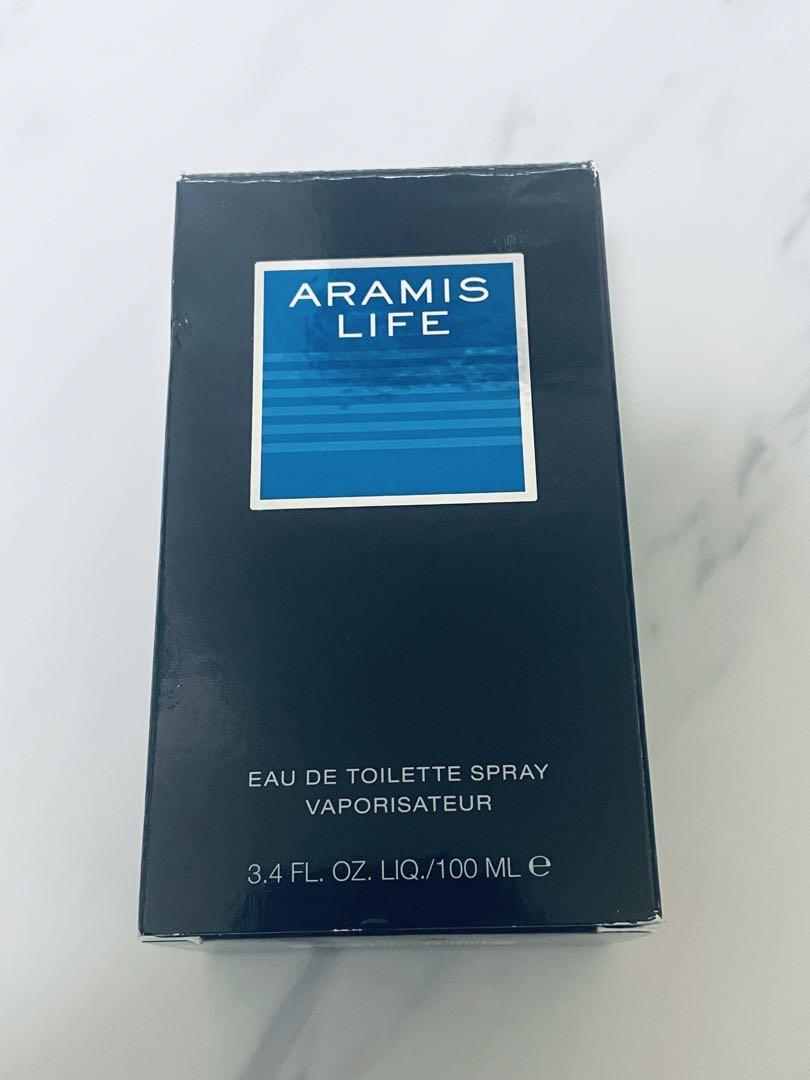 ARAMIS
LIFE
EAU DE TOILETTE SPRAY
VAPORISATEUR
3.4 FL. OZ. LIQ./100 ML ℮